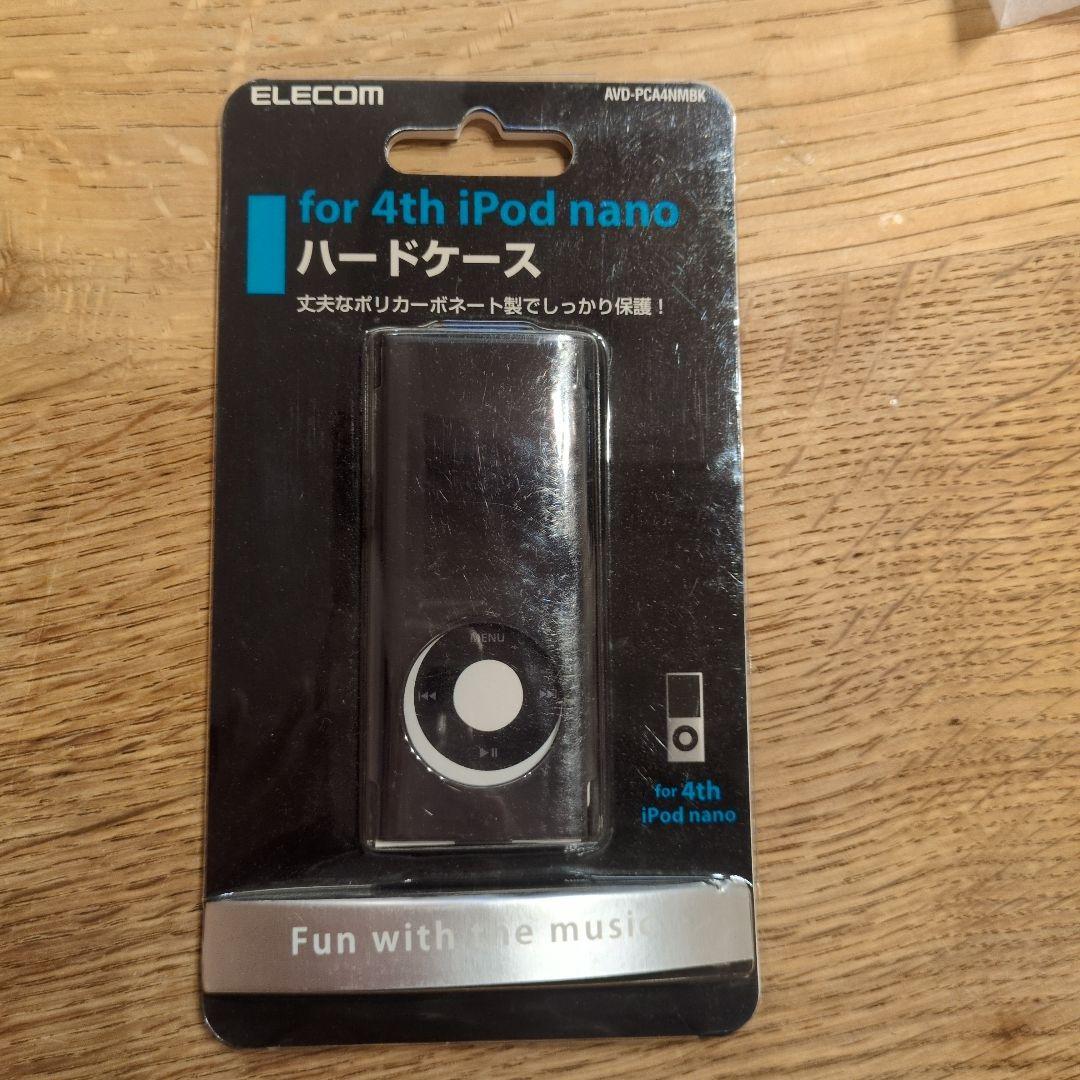 ELECOM
AVD-PCA4NMBK
for 4th iPod nano
ハードケース
丈夫なポリカーボネート製でしっかり保護！
MENU
for 4th
iPod nano
Fun with the music